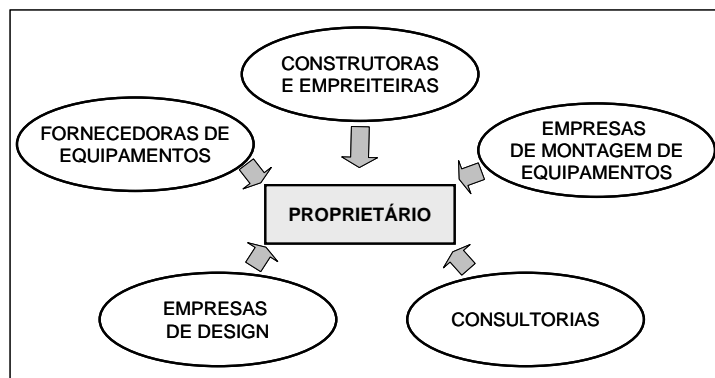 CONSTRUTORAS
E EMPREITEIRAS
FORNECEDORAS DE
EQUIPAMENTOS
EMPRESAS
DE MONTAGEM DE
EQUIPAMENTOS
PROPRIETÁRIO
EMPRESAS
DE DESIGN
CONSULTORIAS